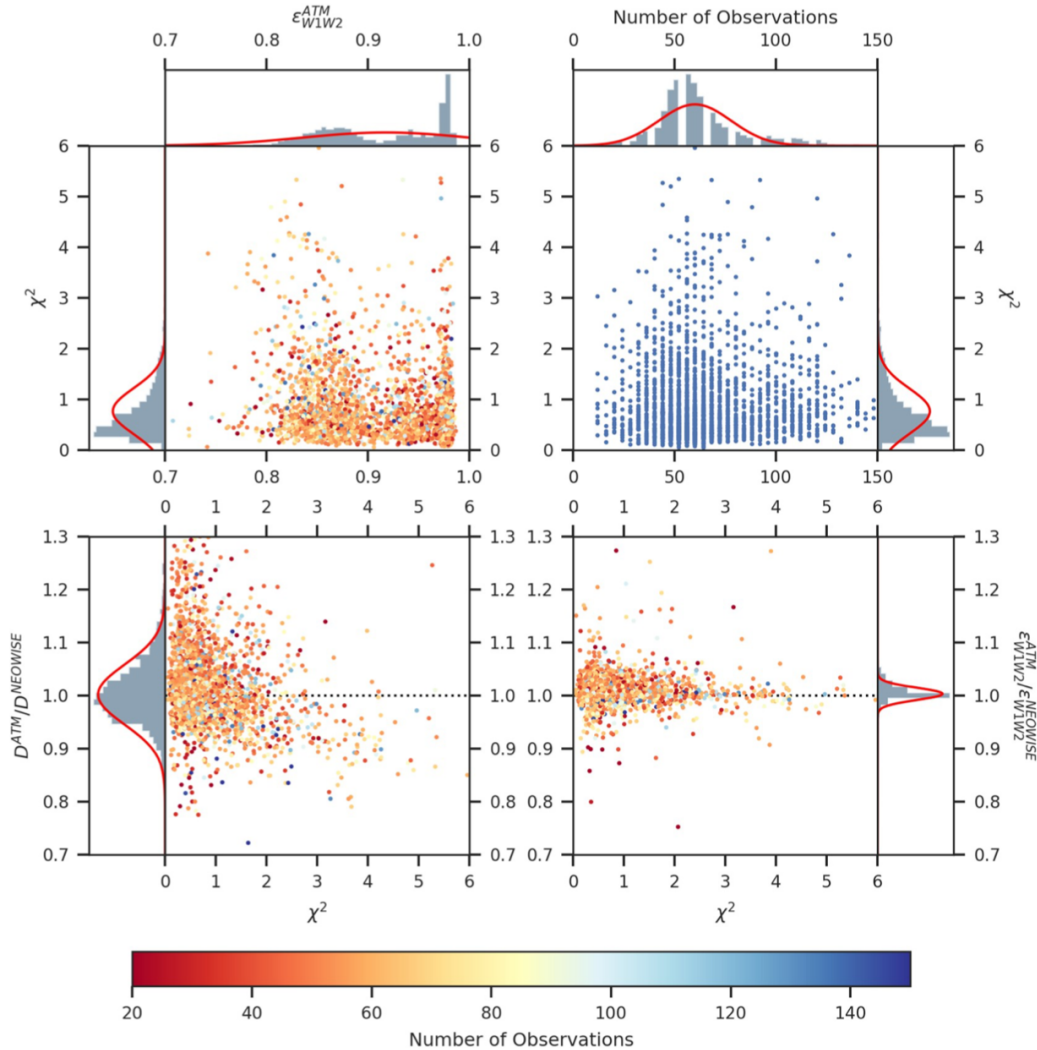 ε_{W1W2}^{ATM} Number of Observations
0.7 0.8 0.9 1.0 0 50 100 150
6 6 6 6
5 5 5 5
4 4 4 4
χ² 3 3 3 3 χ²
2 2 2 2
1 1 1 1
0 0 0 0
0.7 0.8 0.9 1.0 0 50 100 150
0 1 2 3 4 5 6 0 1 2 3 4 5 6
1.3 1.3 1.3 1.3
1.2 1.2 1.2 1.2
1.1 1.1 1.1 1.1
D^{ATM}/D^{NEOWISE} 1.0 1.0 1.0 1.0 ε_{W1W2}^{ATM}/ε_{W1W2}^{NEOWISE}
0.9 0.9 0.9 0.9
0.8 0.8 0.8 0.8
0.7 0.7 0.7 0.7
0 1 2 3 4 5 6 0 1 2 3 4 5 6
χ² χ²
20 40 60 80 100 120 140
Number of Observations